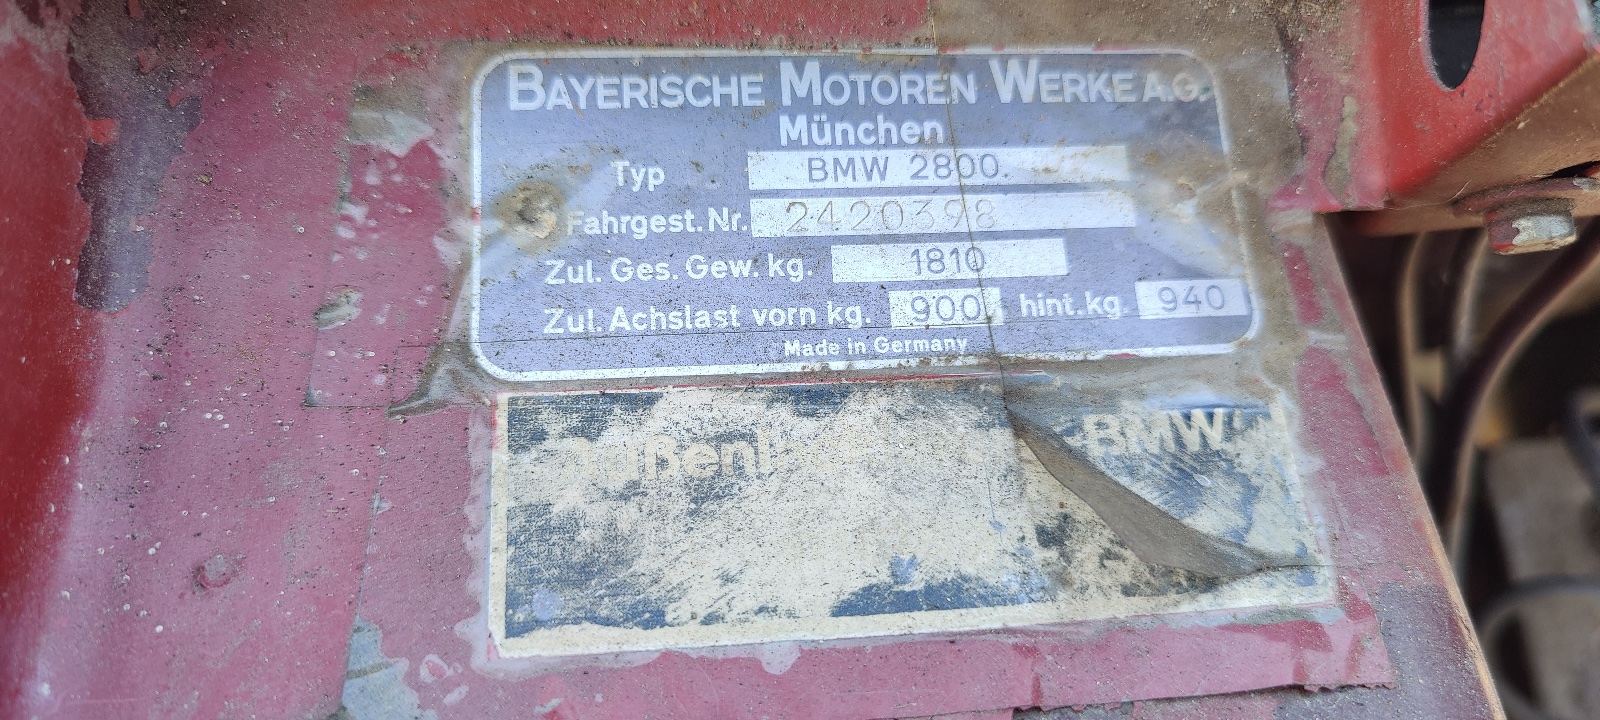 BAYERISCHE MOTOREN WERKE A.G.
München
Typ BMW 2800.
Fahrgest. Nr. 2420398
Zul. Ges. Gew. kg. 1810
Zul. Achslast vorn kg. 900 hint. kg. 940
Made in Germany
BMW